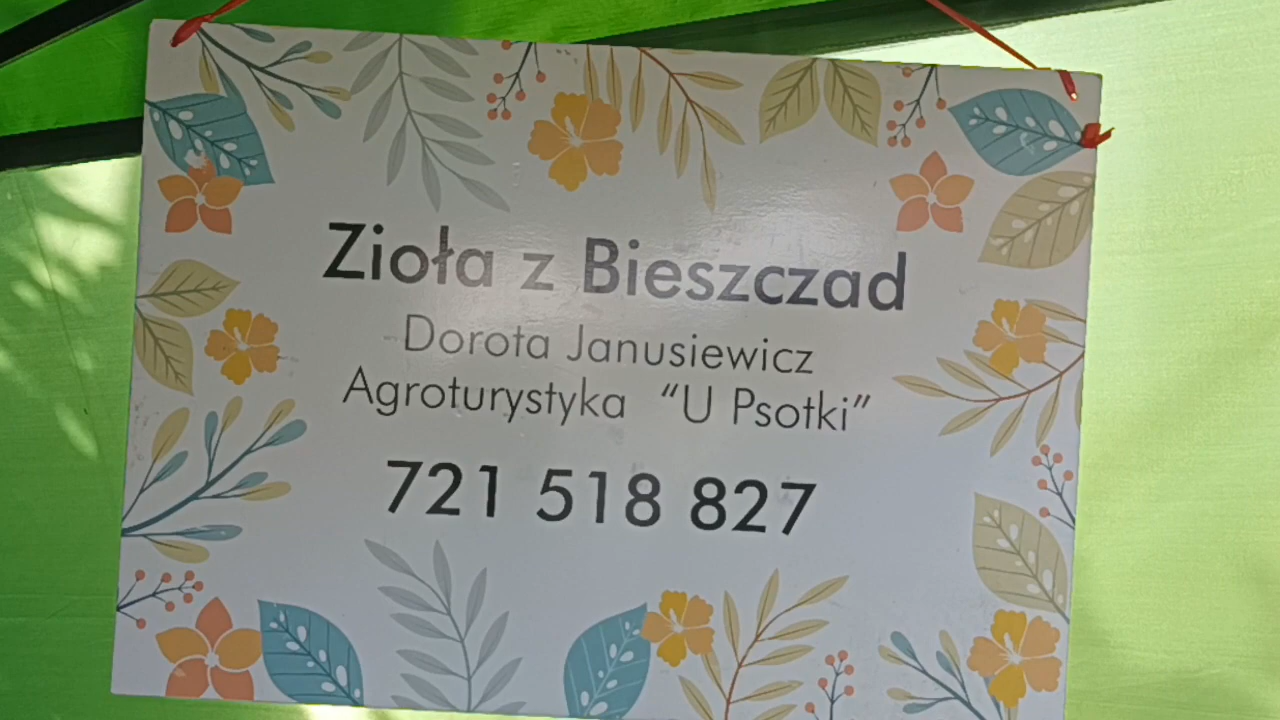 Zioła z Bieszczad
Dorota Janusiewicz
Agroturystyka “U Psotki”
721 518 827